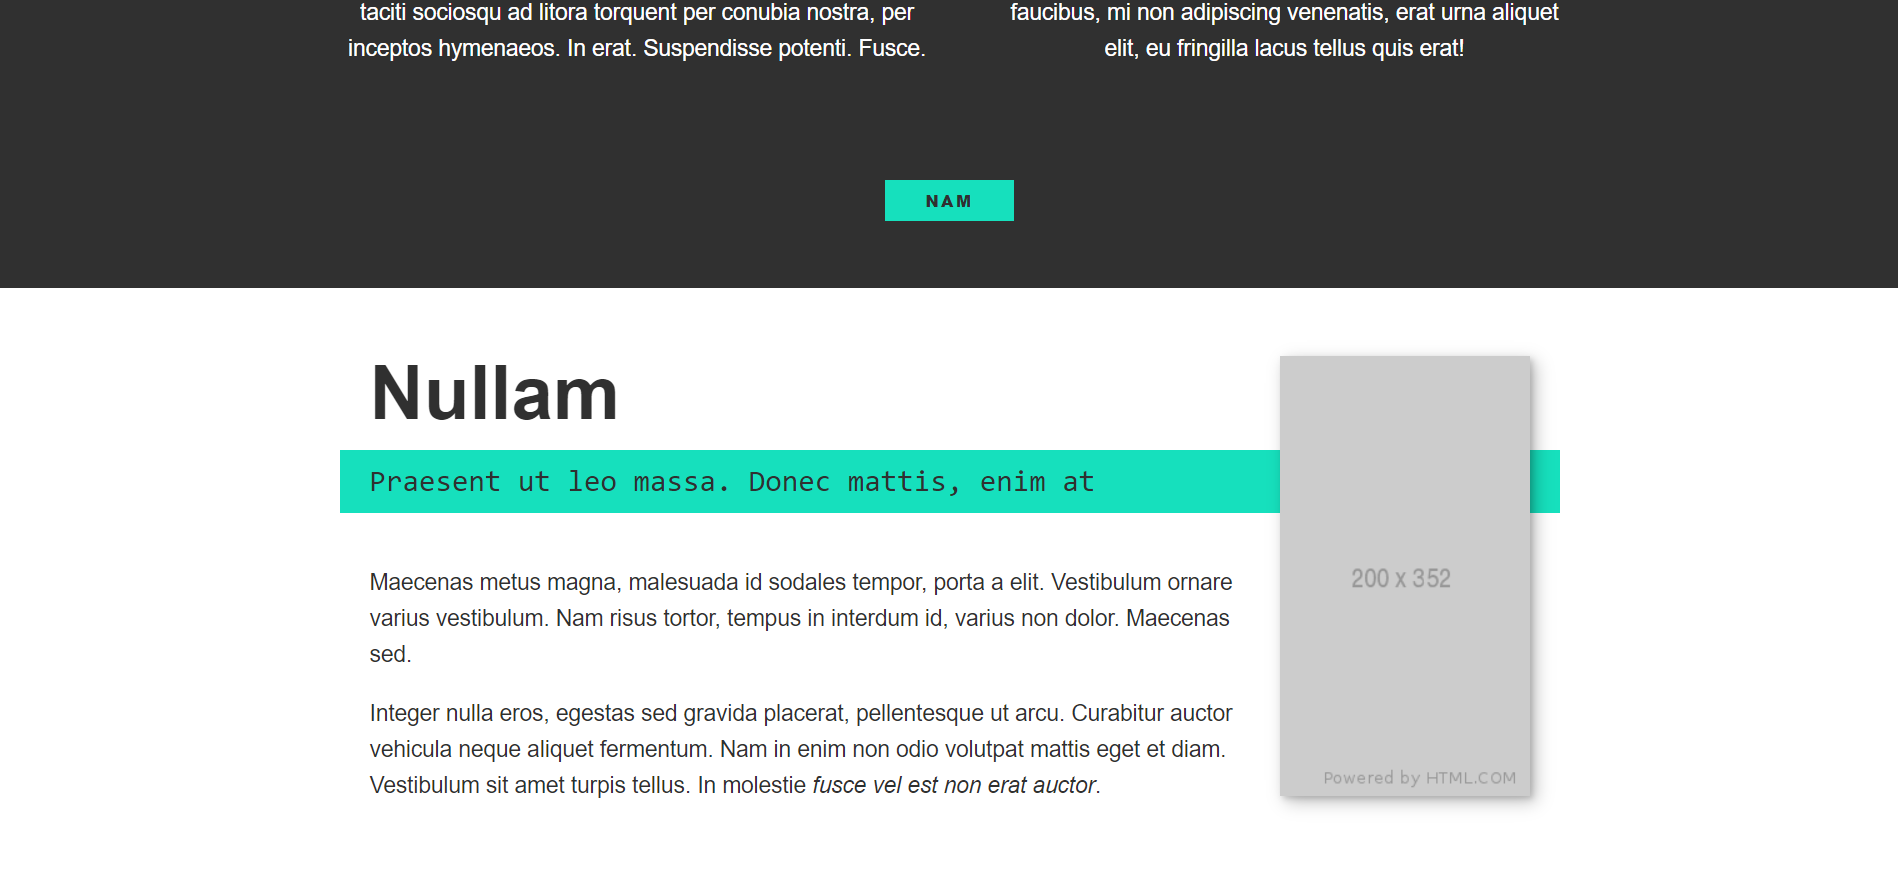 taciti sociosqu ad litora torquent per conubia nostra, per
inceptos hymenaeos. In erat. Suspendisse potenti. Fusce.
faucibus, mi non adipiscing venenatis, erat urna aliquet
elit, eu fringilla lacus tellus quis erat!
NAM
Nullam
Praesent ut leo massa. Donec mattis, enim at
Maecenas metus magna, malesuada id sodales tempor, porta a elit. Vestibulum ornare
varius vestibulum. Nam risus tortor, tempus in interdum id, varius non dolor. Maecenas
sed.
Integer nulla eros, egestas sed gravida placerat, pellentesque ut arcu. Curabitur auctor
vehicula neque aliquet fermentum. Nam in enim non odio volutpat mattis eget et diam.
Vestibulum sit amet turpis tellus. In molestie fusce vel est non erat auctor.
200 x 352
Powered by HTML.COM